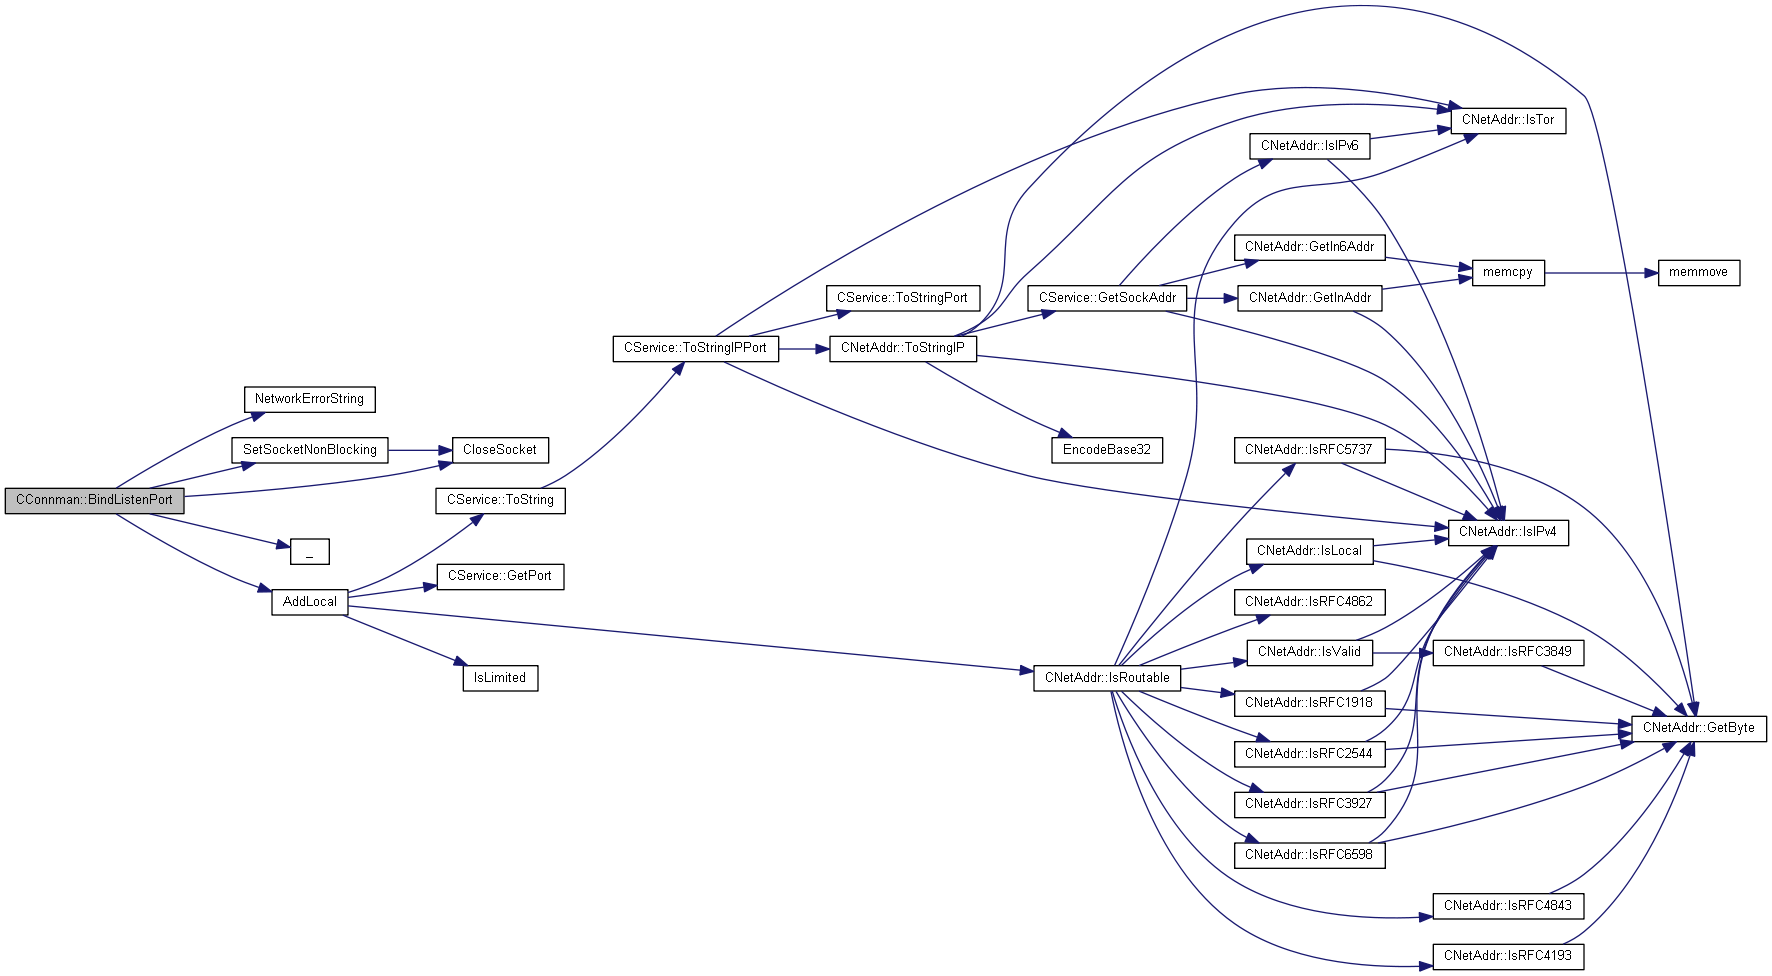 CConnman::BindListenPort
NetworkErrorString
SetSocketNonBlocking
_
AddLocal
CloseSocket
CService::ToString
CService::GetPort
IsLimited
CService::ToStringIPPort
CService::ToStringPort
CNetAddr::ToStringIP
CService::GetSockAddr
EncodeBase32
CNetAddr::IsRoutable
CNetAddr::IsIPv6
CNetAddr::GetIn6Addr
CNetAddr::GetInAddr
CNetAddr::IsRFC5737
CNetAddr::IsLocal
CNetAddr::IsRFC4862
CNetAddr::IsValid
CNetAddr::IsRFC1918
CNetAddr::IsRFC2544
CNetAddr::IsRFC3927
CNetAddr::IsRFC6598
CNetAddr::IsTor
memcpy
CNetAddr::IsIPv4
CNetAddr::IsRFC3849
CNetAddr::IsRFC4843
CNetAddr::IsRFC4193
memmove
CNetAddr::GetByte